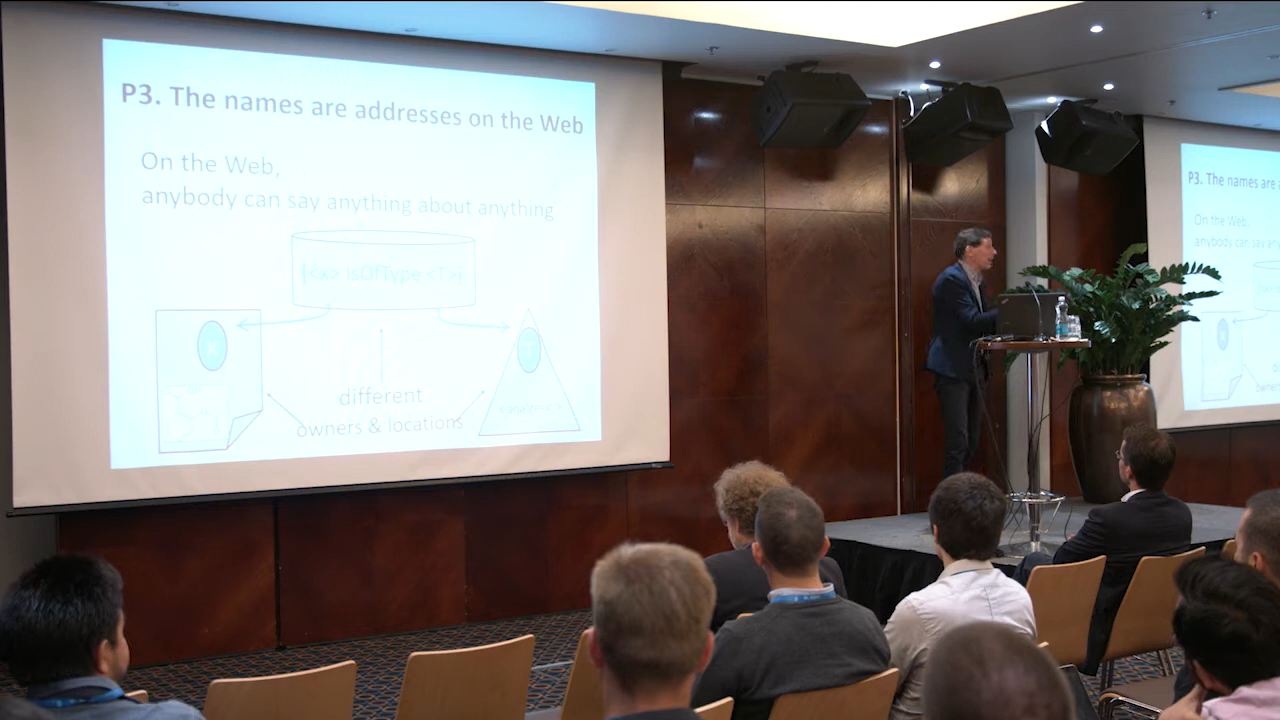 P3. The names are addresses on the Web
On the Web,
anybody can say anything about anything
[<x> IsOfType <T>]
X
T
different
owners & locations
P3. The names are a
On the Web,
anybody can say an
X